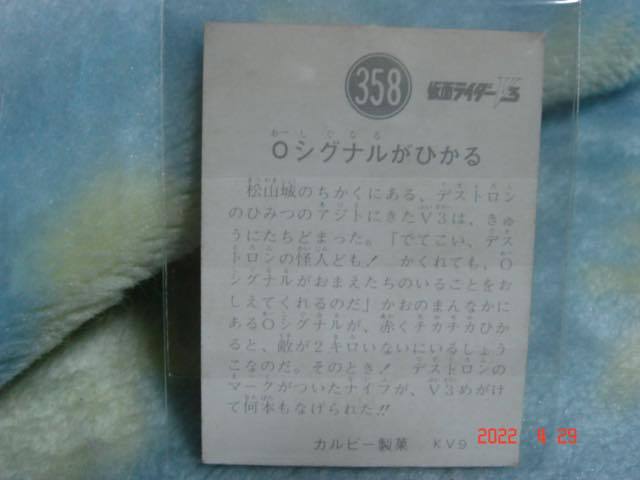 358
仮面ライダーV3
Oシグナルがひかる
松山城のちかくにある、デストロン
のひみつのアジトにきたV3は、きゅ
うにたちどまった。「でてこい、デス
トロンの怪人ども！ かくれても、O
シグナルがおまえたちのいることをお
しえてくれるのだ」かおのまんなかに
あるOシグナルが、赤くチカチカひか
ると、敵が2キロいないにいるしょう
こなのだ。そのとき！ デストロンの
マークがついたナイフが、V3めがけ
て何本もなげられた!!
カルビー製菓 KV9
2022 4 29